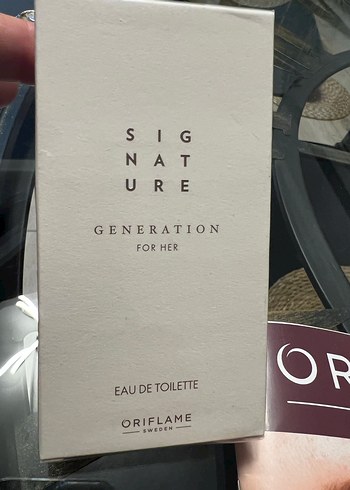 SIG
NAT
URE
GENERATION
FOR HER
EAU DE TOILETTE
ORIFLAME
SWEDEN